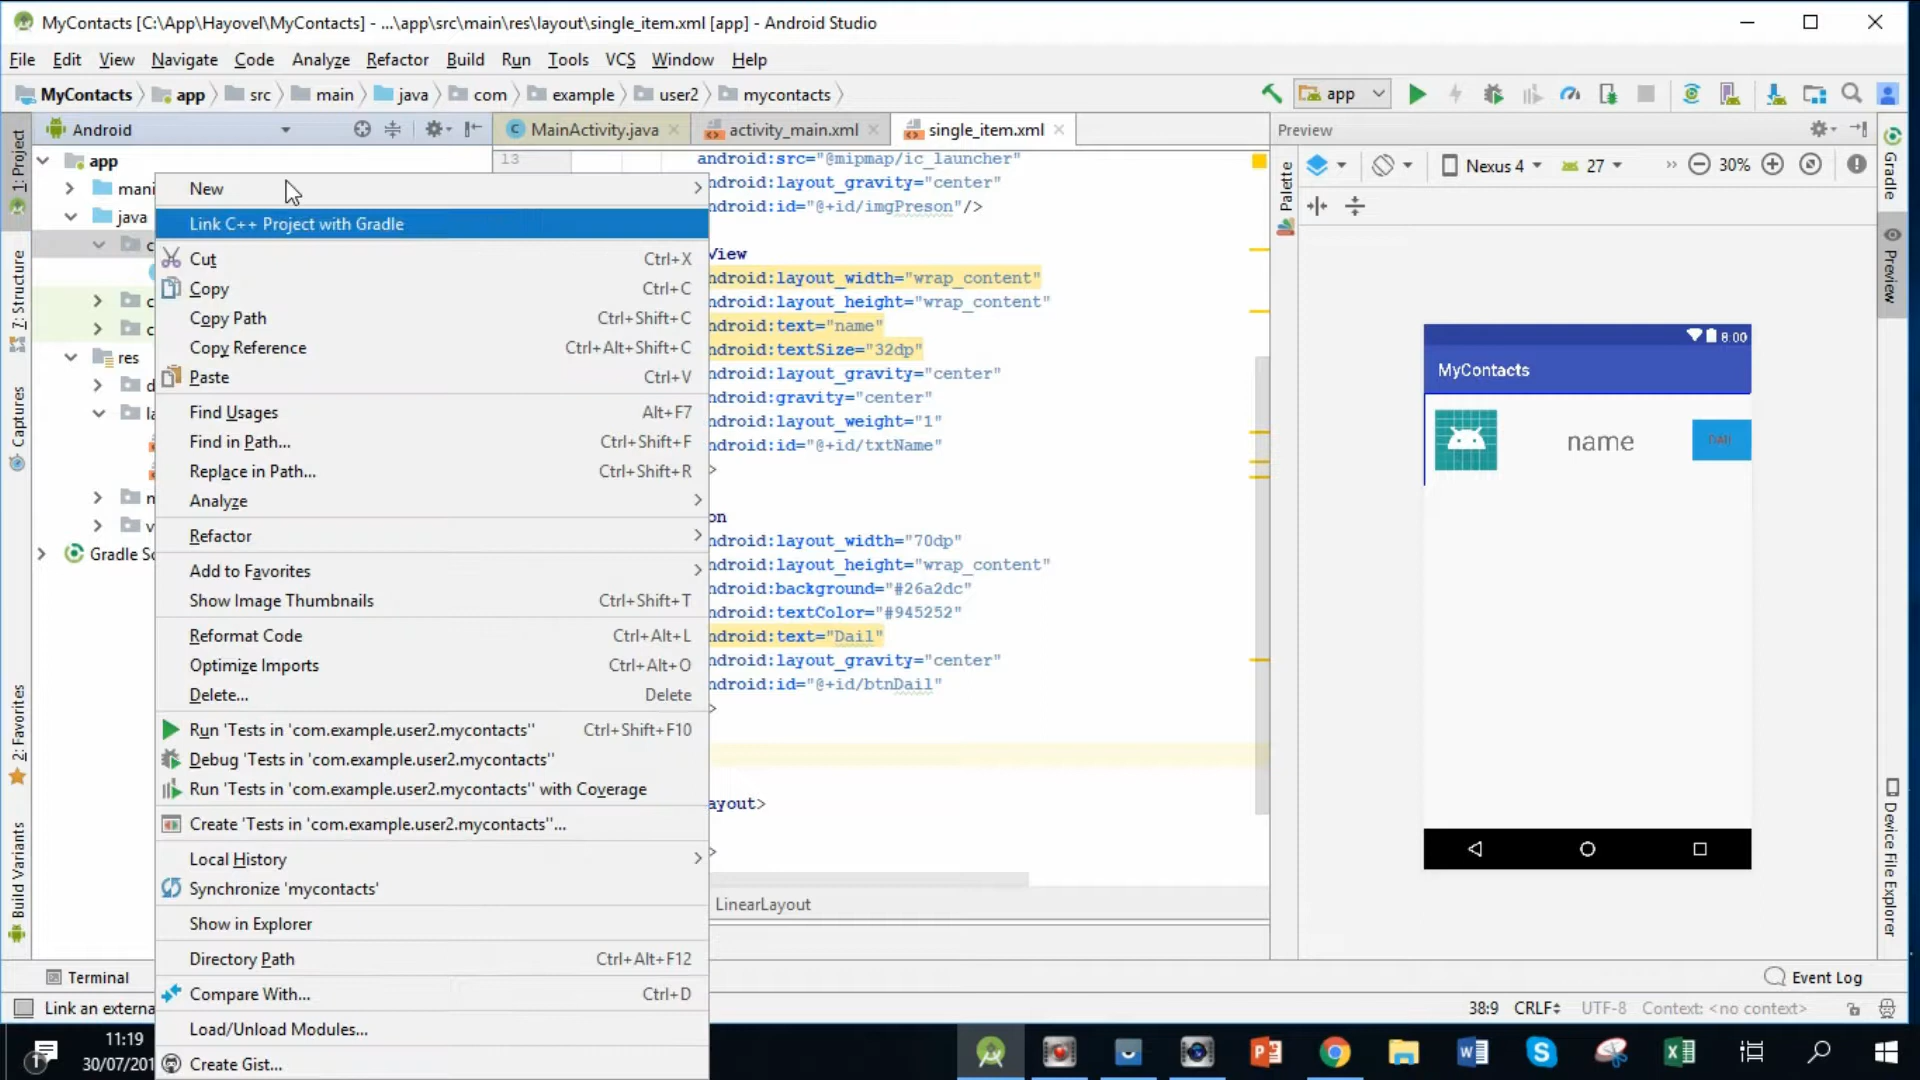 MyContacts [C:\App\Hayovel\MyContacts] - ...\app\src\main\res\layout\single_item.xml [app] - Android Studio
File Edit View Navigate Code Analyze Refactor Build Run Tools VCS Window Help
MyContacts app src main java com example user2 mycontacts app
Android MainActivity.java activity_main.xml single_item.xml Preview
1: Project
7: Structure
Captures
2: Favorites
Build Variants
app
mani
java
c
c
c
res
d
la
n
v
Gradle Sc
New
Link C++ Project with Gradle
Cut Ctrl+X
Copy Ctrl+C
Copy Path Ctrl+Shift+C
Copy Reference Ctrl+Alt+Shift+C
Paste Ctrl+V
Find Usages Alt+F7
Find in Path... Ctrl+Shift+F
Replace in Path... Ctrl+Shift+R
Analyze
Refactor
Add to Favorites
Show Image Thumbnails Ctrl+Shift+T
Reformat Code Ctrl+Alt+L
Optimize Imports Ctrl+Alt+O
Delete... Delete
Run 'Tests in 'com.example.user2.mycontacts'' Ctrl+Shift+F10
Debug 'Tests in 'com.example.user2.mycontacts''
Run 'Tests in 'com.example.user2.mycontacts'' with Coverage
Create 'Tests in 'com.example.user2.mycontacts''...
Local History
Synchronize 'mycontacts'
Show in Explorer
Directory Path Ctrl+Alt+F12
Compare With... Ctrl+D
Load/Unload Modules...
Create Gist...
13 android:src="@mipmap/ic_launcher"
android:layout_gravity="center"
android:id="@+id/imgPreson"/>
View
ndroid:layout_width="wrap_content"
ndroid:layout_height="wrap_content"
ndroid:text="name"
ndroid:textSize="32dp"
ndroid:layout_gravity="center"
ndroid:gravity="center"
ndroid:layout_weight="1"
ndroid:id="@+id/txtName"
>
on
ndroid:layout_width="70dp"
ndroid:layout_height="wrap_content"
ndroid:background="#26a2dc"
ndroid:textColor="#945252"
ndroid:text="Dail"
ndroid:layout_gravity="center"
ndroid:id="@+id/btnDail"
>
ayout>
>
LinearLayout
Palette
Nexus 4 27 30%
8:00
MyContacts
name DAIL
Gradle
Preview
Device File Explorer
Terminal Event Log
Link an externa 38:9 CRLF UTF-8 Context: <no context>
11:19
30/07/201
1